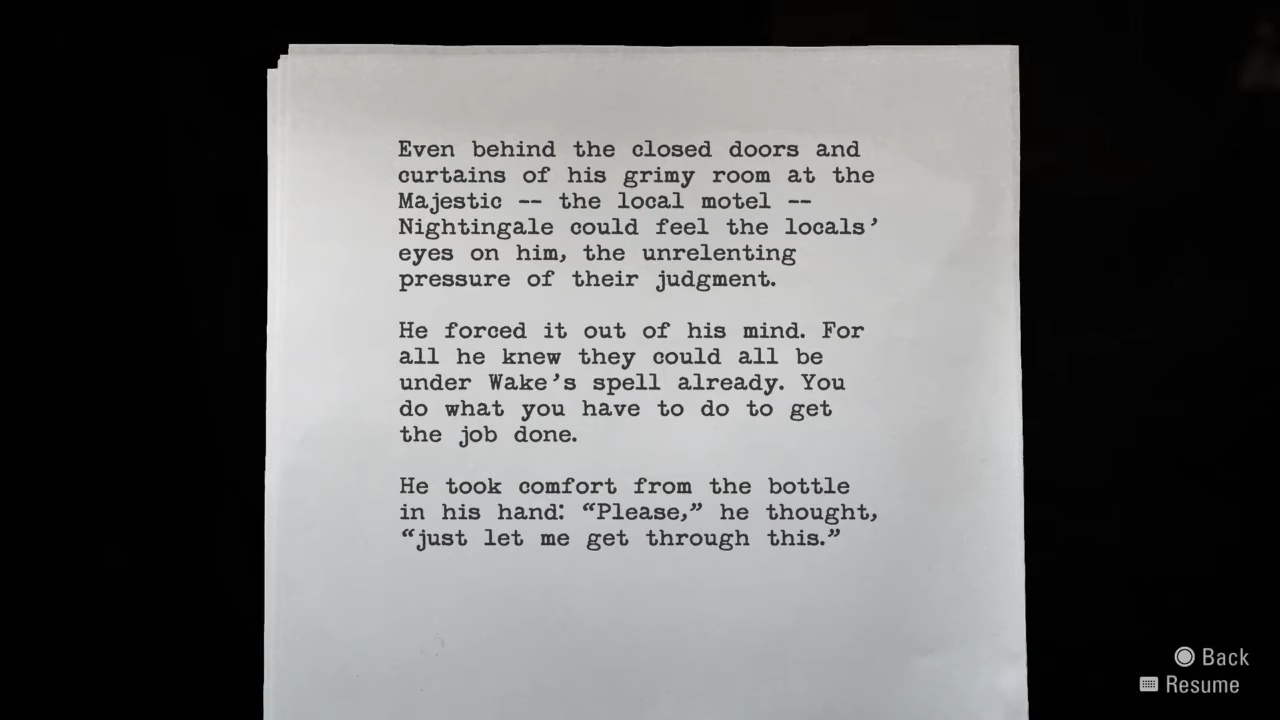 Even behind the closed doors and
curtains of his grimy room at the
Majestic -- the local motel --
Nightingale could feel the locals’
eyes on him, the unrelenting
pressure of their judgment.
He forced it out of his mind. For
all he knew they could all be
under Wake’s spell already. You
do what you have to do to get
the job done.
He took comfort from the bottle
in his hand: “Please,” he thought,
“just let me get through this.”
Back
Resume